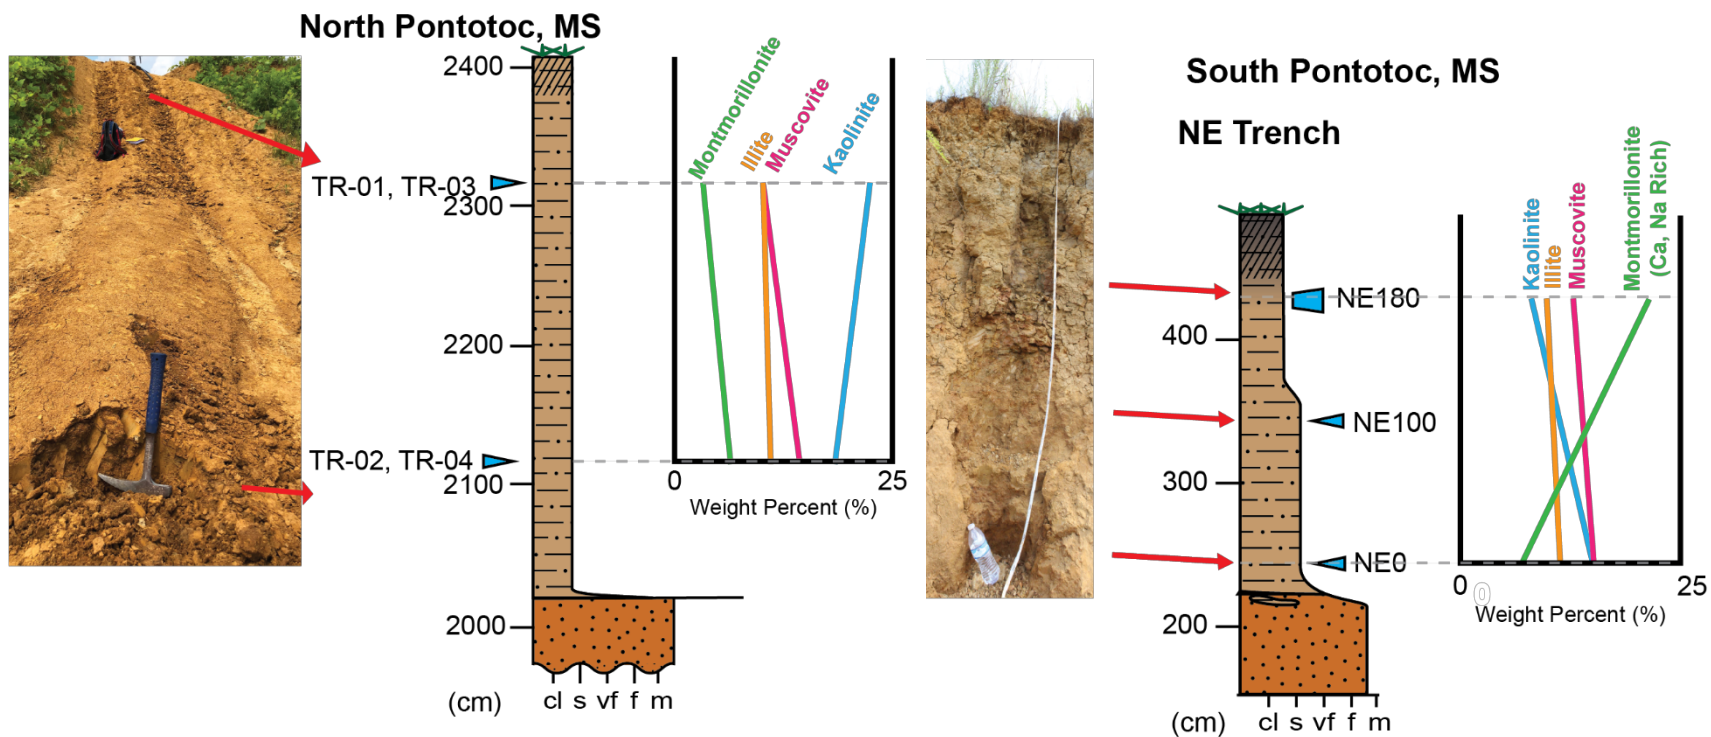 North Pontotoc, MS
2400
TR-01, TR-03
2300
2200
TR-02, TR-04
2100
2000
(cm)
cl s vf f m
Montmorillonite
Illite
Muscovite
Kaolinite
0
25
Weight Percent (%)
South Pontotoc, MS
NE Trench
NE180
400
NE100
300
NE0
200
(cm)
cl s vf f m
Kaolinite
Illite
Muscovite
Montmorillonite
(Ca, Na Rich)
0
0
25
Weight Percent (%)